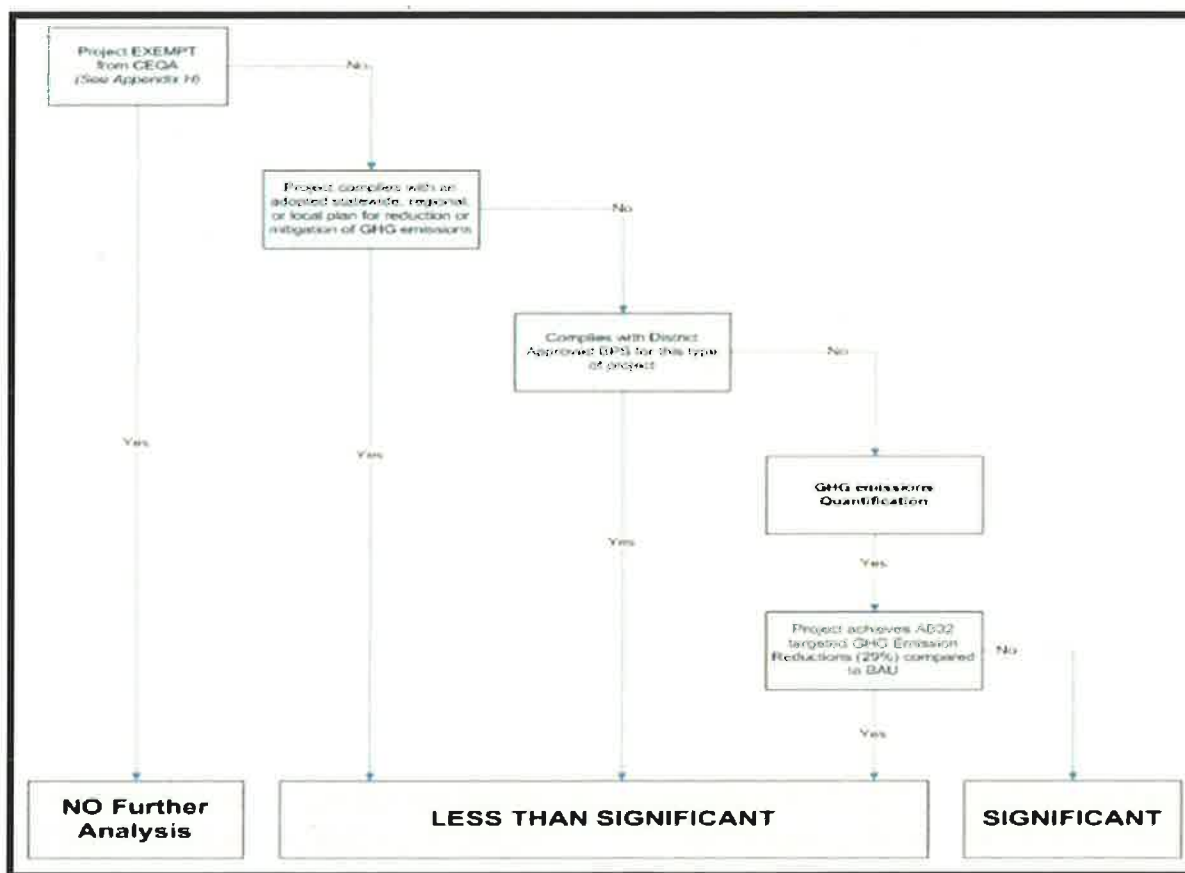 Project EXEMPT
from CEQA
(See Appendix H)
No
Project complies with an
adopted statewide, regional,
or local plan for reduction or
mitigation of GHG emissions
No
Complies with District
Approved BPS for this type
of project
No
Yes
Yes
GHG emissions
Quantification
Yes
Yes
Project achieves AB32
targeted GHG Emission
Reductions (29%) compared
to BAU
No
Yes
NO Further
Analysis
LESS THAN SIGNIFICANT
SIGNIFICANT